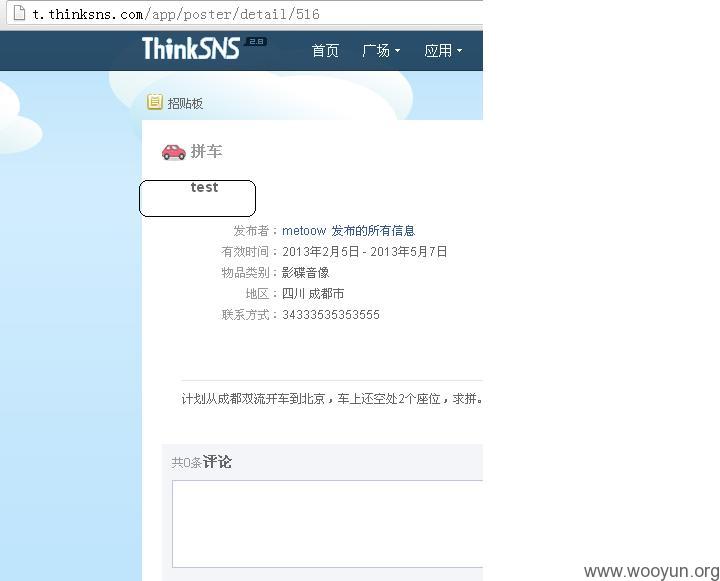 t.thinksns.com/app/poster/detail/516
ThinkSNS 2.8 首页 广场 应用
招贴板
拼车
test
发布者：metoow 发布的所有信息
有效时间：2013年2月5日 - 2013年5月7日
物品类别：影碟音像
地区：四川 成都市
联系方式：34333535353555
计划从成都双流开车到北京，车上还空处2个座位，求拼。
共0条评论
www.wooyun.org